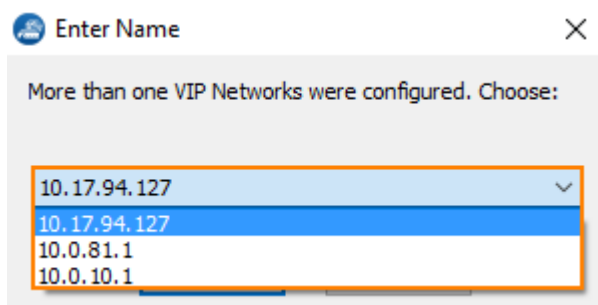 Enter Name
More than one VIP Networks were configured. Choose:
10.17.94.127
10.17.94.127
10.0.81.1
10.0.10.1